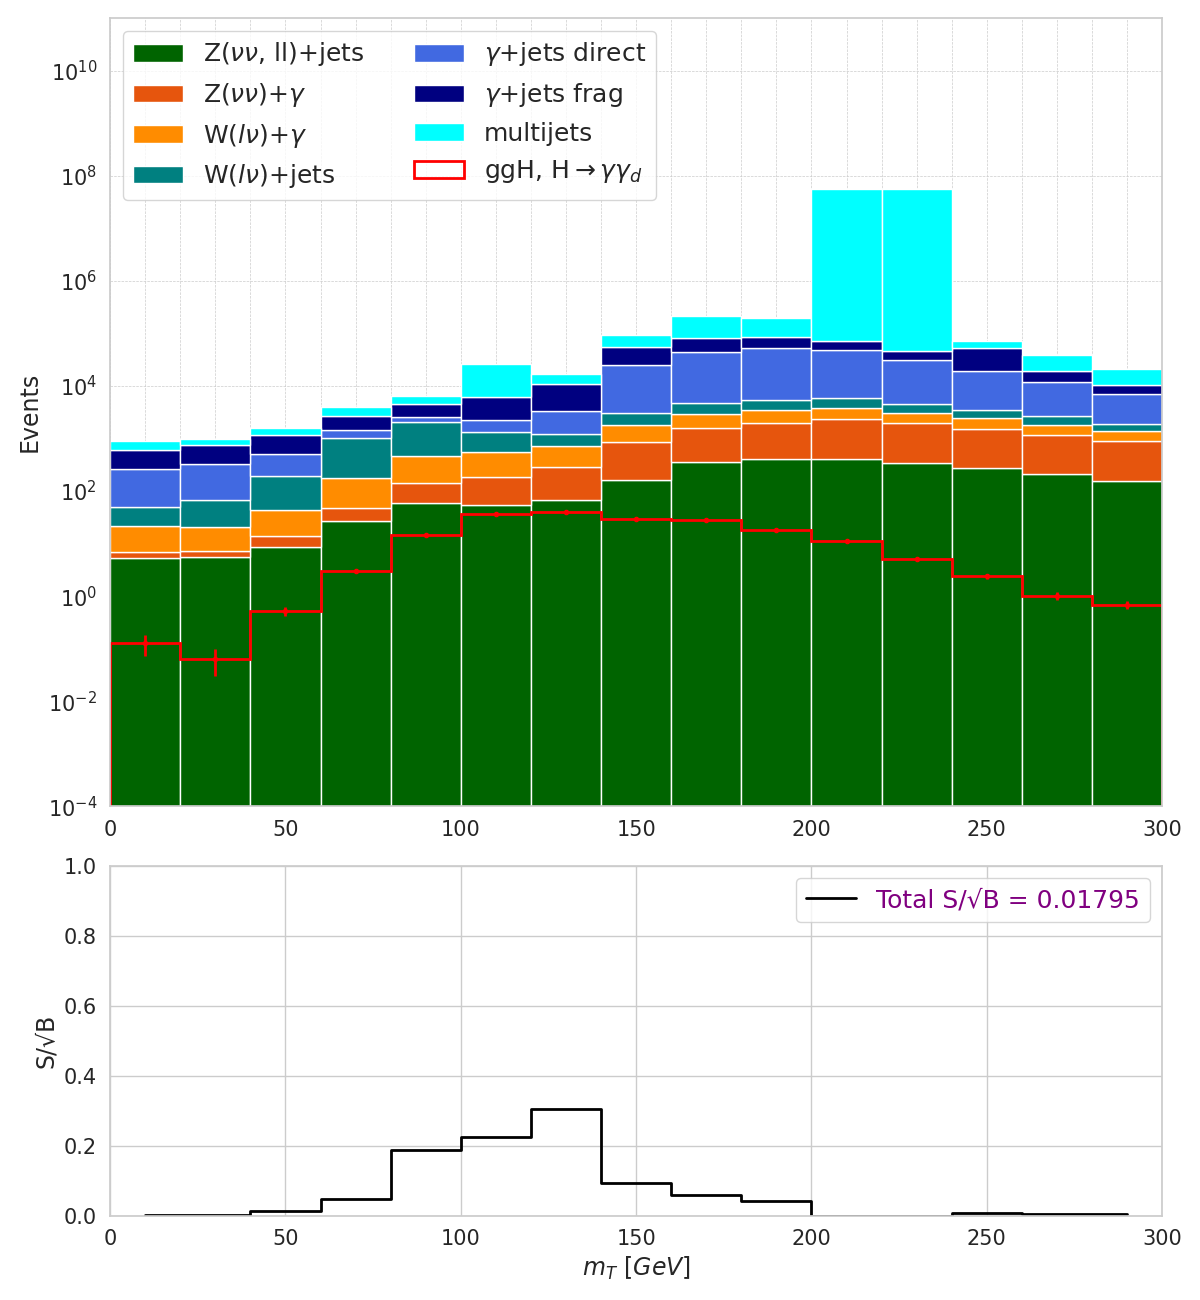 Z(νν, ll)+jets
Z(νν)+γ
W(lν)+γ
W(lν)+jets
γ+jets direct
γ+jets frag
multijets
ggH, H→γγ_d
Events
10^10
10^8
10^6
10^4
10^2
10^0
10^−2
10^−4
0 50 100 150 200 250 300
Total S/√B = 0.01795
S/√B
1.0
0.8
0.6
0.4
0.2
0.0
0 50 100 150 200 250 300
m_T [GeV]